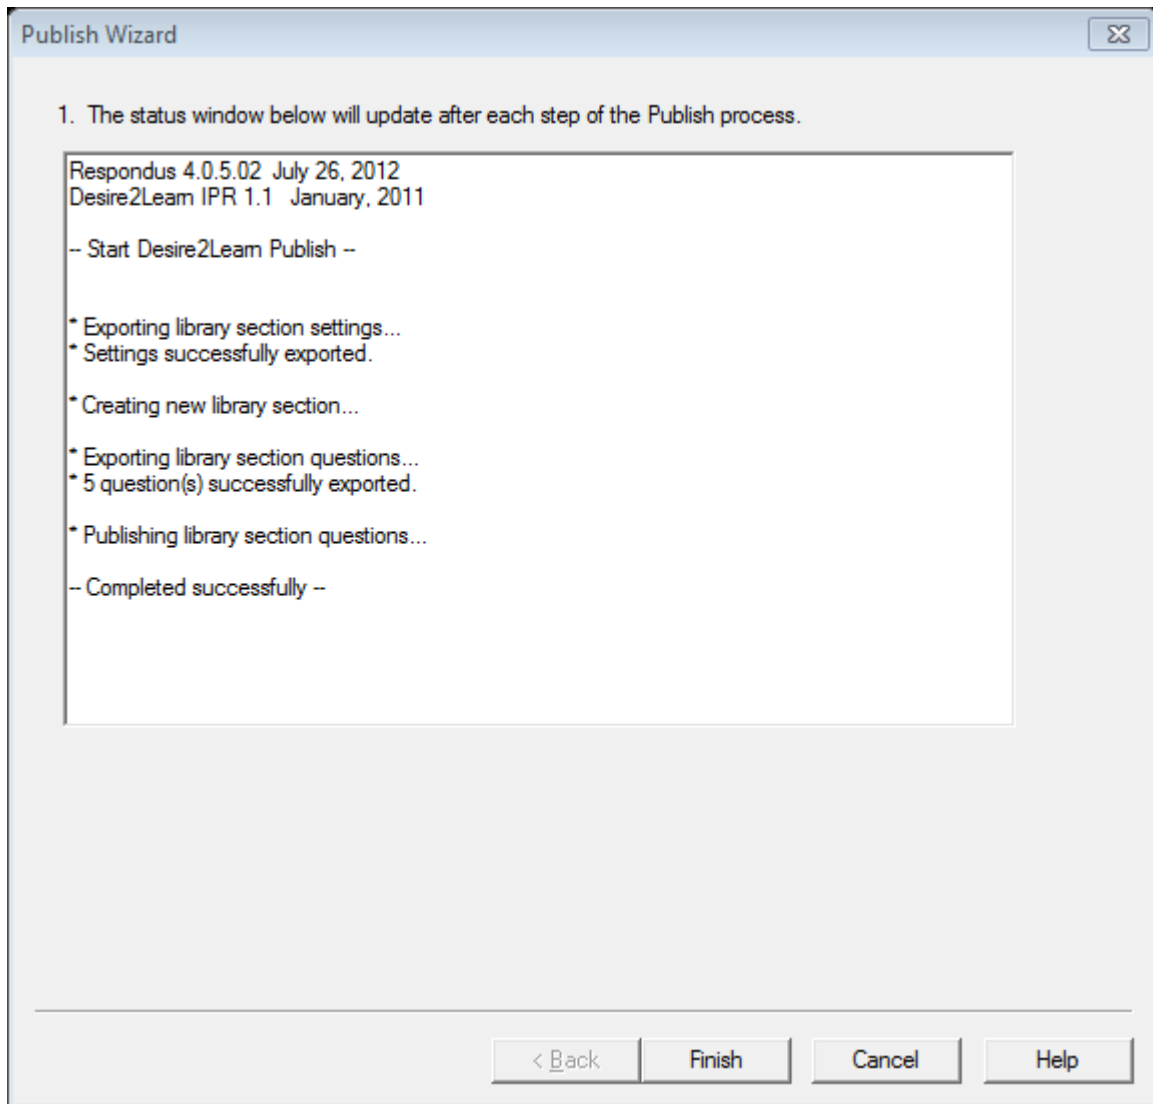 Publish Wizard
1. The status window below will update after each step of the Publish process.
Respondus 4.0.5.02 July 26, 2012
Desire2Learn IPR 1.1 January, 2011
-- Start Desire2Learn Publish --
* Exporting library section settings...
* Settings successfully exported.
* Creating new library section...
* Exporting library section questions...
* 5 question(s) successfully exported.
* Publishing library section questions...
-- Completed successfully --
< Back Finish Cancel Help